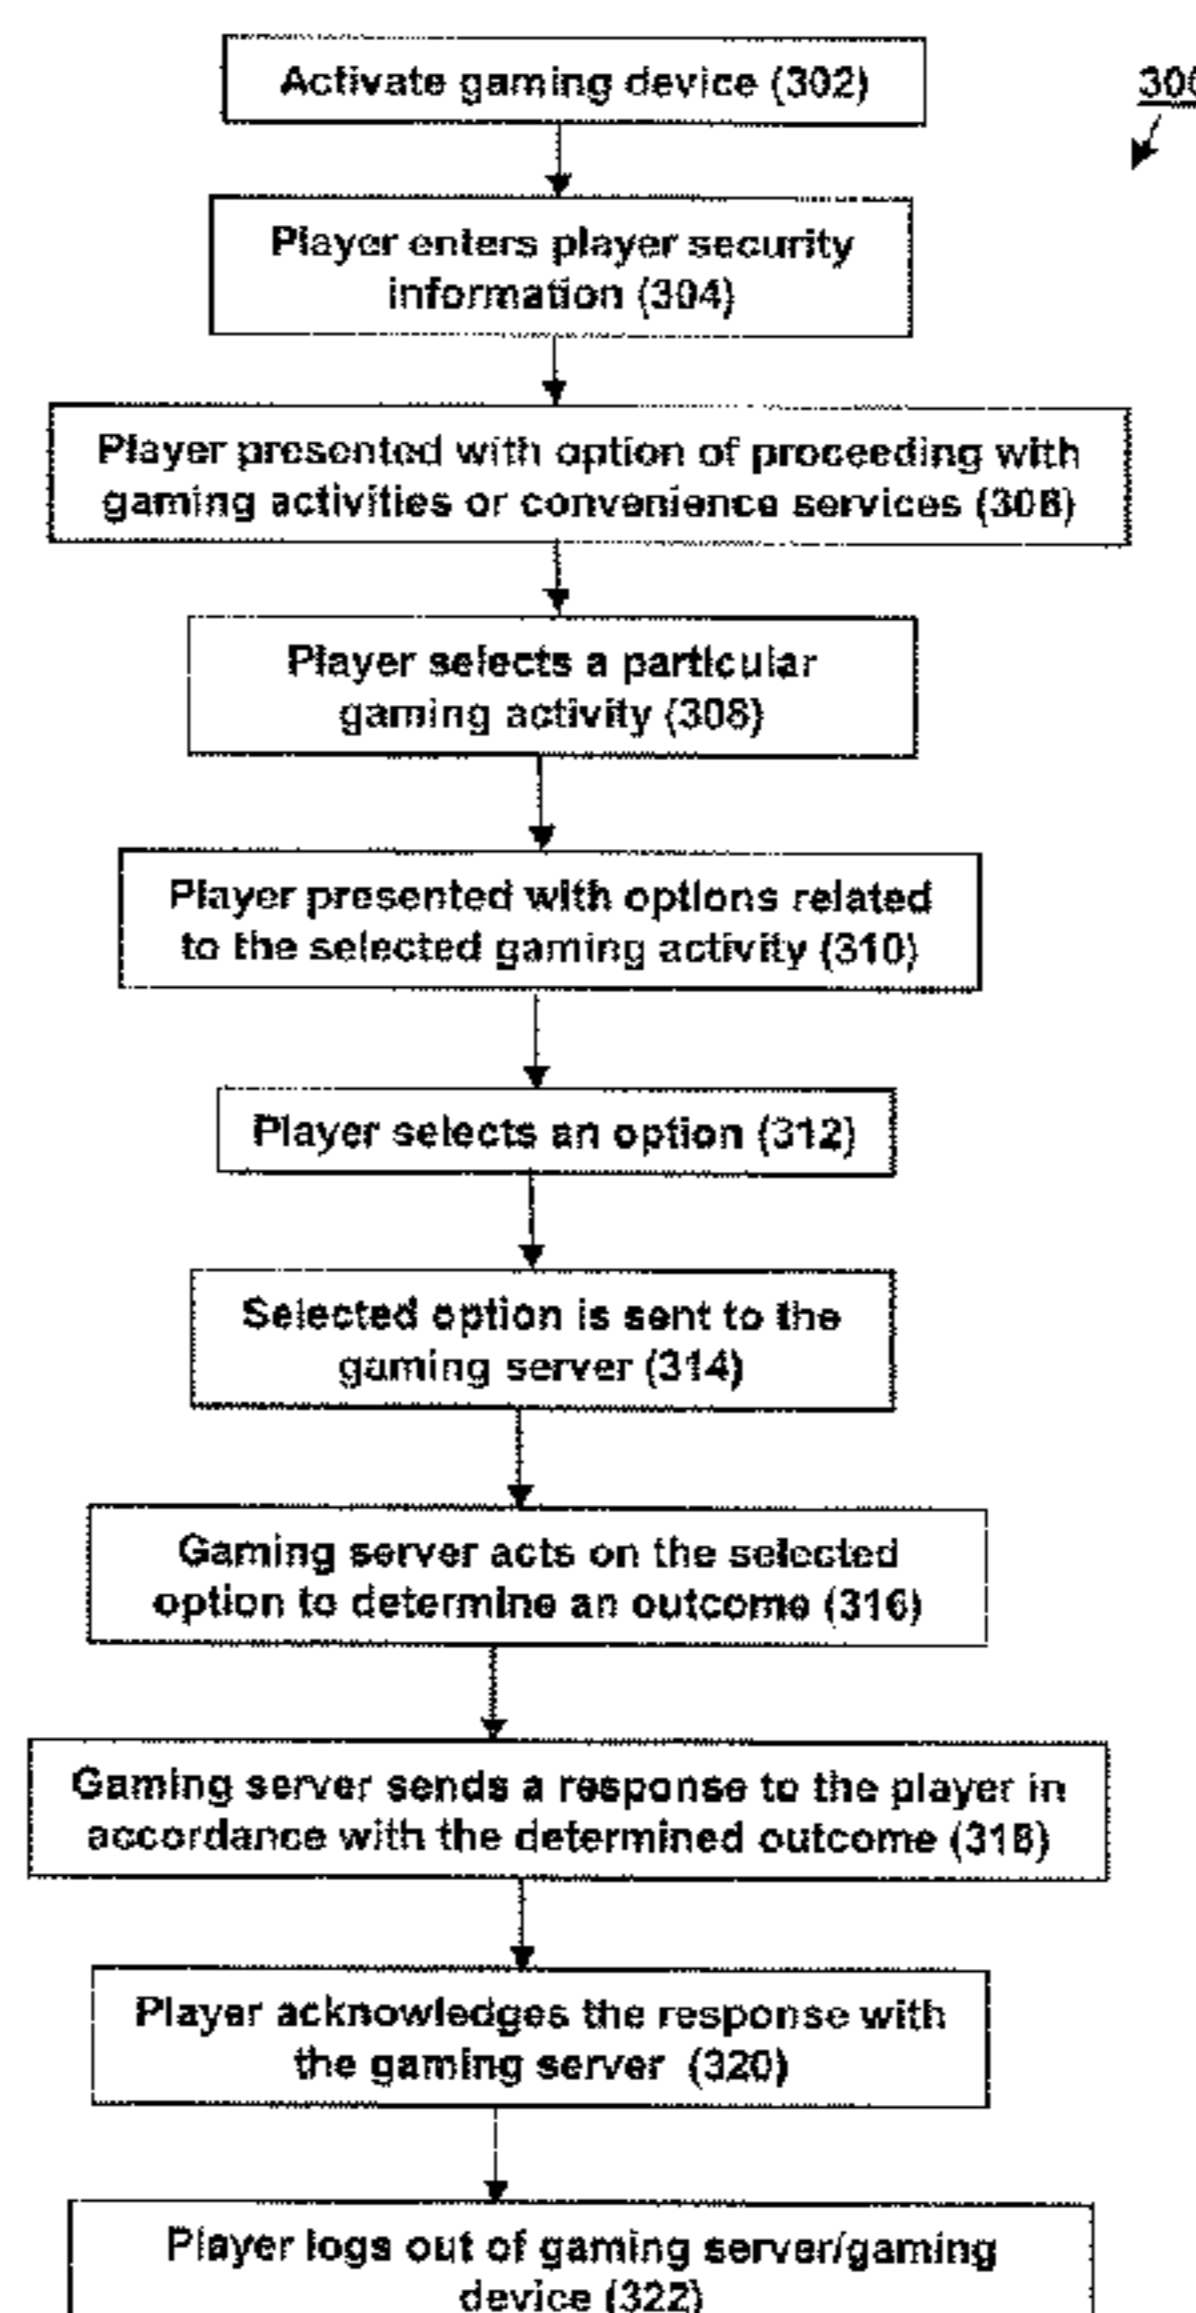 Activate gaming device (302)
300
Player enters player security
information (304)
Player presented with option of proceeding with
gaming activities or convenience services (306)
Player selects a particular
gaming activity (308)
Player presented with options related
to the selected gaming activity (310)
Player selects an option (312)
Selected option is sent to the
gaming server (314)
Gaming server acts on the selected
option to determine an outcome (316)
Gaming server sends a response to the player in
accordance with the determined outcome (318)
Player acknowledges the response with
the gaming server (320)
Player logs out of gaming server/gaming
device (322)